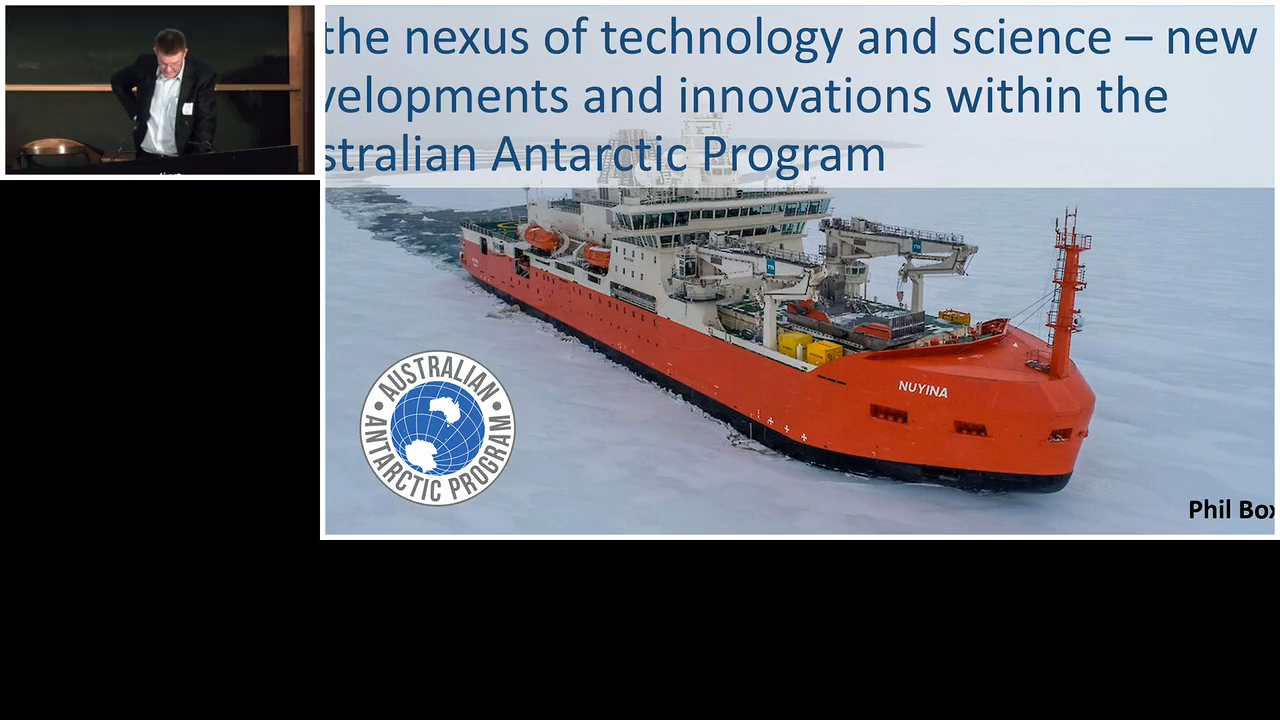 the nexus of technology and science – new
velopments and innovations within the
stralian Antarctic Program
NUYINA
AUSTRALIAN
ANTARCTIC PROGRAM
Phil Box